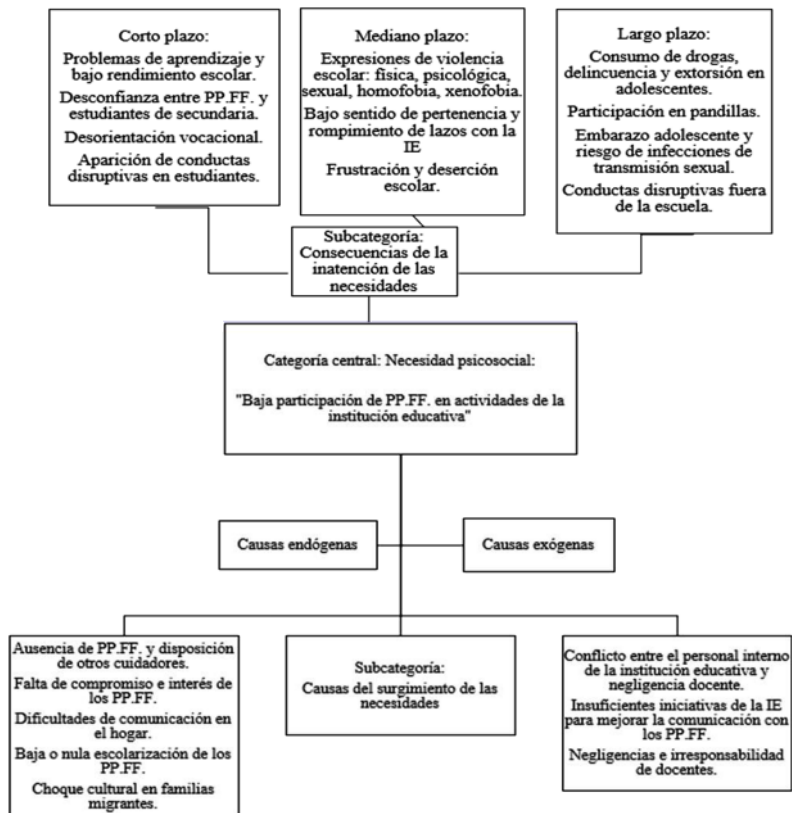 Corto plazo:
Problemas de aprendizaje y
bajo rendimiento escolar.
Desconfianza entre PP.FF. y
estudiantes de secundaria.
Desorientación vocacional.
Aparición de conductas
disruptivas en estudiantes.
Mediano plazo:
Expresiones de violencia
escolar: física, psicológica,
sexual, homofobia, xenofobia.
Bajo sentido de pertenencia y
rompimiento de lazos con la
IE
Frustración y deserción
escolar.
Largo plazo:
Consumo de drogas,
delincuencia y extorsión en
adolescentes.
Participación en pandillas.
Embarazo adolescente y
riesgo de infecciones de
transmisión sexual.
Conductas disruptivas fuera
de la escuela.
Subcategoría:
Consecuencias de la
inatención de las
necesidades
Categoría central: Necesidad psicosocial:
"Baja participación de PP.FF. en actividades de la
institución educativa"
Causas endógenas
Causas exógenas
Ausencia de PP.FF. y disposición
de otros cuidadores.
Falta de compromiso e interés de
los PP.FF.
Dificultades de comunicación en
el hogar.
Baja o nula escolarización de los
PP.FF.
Choque cultural en familias
migrantes.
Subcategoría:
Causas del surgimiento de las
necesidades
Conflicto entre el personal interno
de la institución educativa y
negligencia docente.
Insuficientes iniciativas de la IE
para mejorar la comunicación con
los PP.FF.
Negligencias e irresponsabilidad
de docentes.